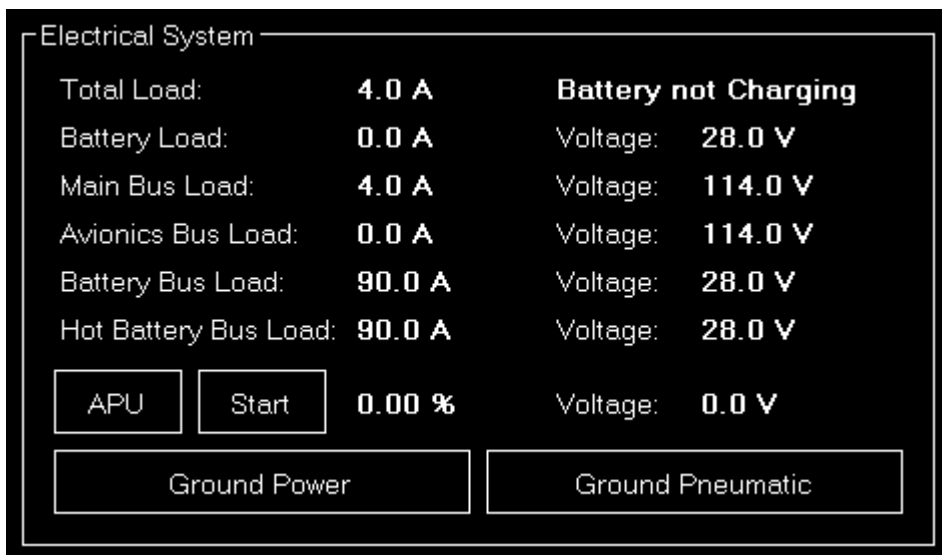 Electrical System
Total Load: 4.0 A Battery not Charging
Battery Load: 0.0 A Voltage: 28.0 V
Main Bus Load: 4.0 A Voltage: 114.0 V
Avionics Bus Load: 0.0 A Voltage: 114.0 V
Battery Bus Load: 90.0 A Voltage: 28.0 V
Hot Battery Bus Load: 90.0 A Voltage: 28.0 V
APU Start 0.00 % Voltage: 0.0 V
Ground Power Ground Pneumatic